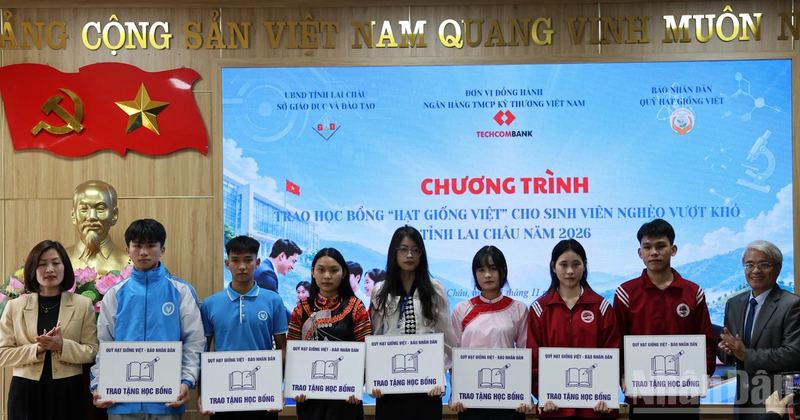 ẢNG CỘNG SẢN VIỆT NAM QUANG VINH MUÔN N
UBND TỈNH LAI CHÂU
SỞ GIÁO DỤC VÀ ĐÀO TẠO
ĐƠN VỊ ĐỒNG HÀNH
NGÂN HÀNG TMCP KỸ THƯƠNG VIỆT NAM
TECHCOMBANK
BÁO NHÂN DÂN
QUỸ HẠT GIỐNG VIỆT
CHƯƠNG TRÌNH
TRAO HỌC BỔNG “HẠT GIỐNG VIỆT” CHO SINH VIÊN NGHÈO VƯỢT KHÓ
TỈNH LAI CHÂU NĂM 2026
Châu, 11
QUỸ HẠT GIỐNG VIỆT - BÁO NHÂN DÂN
TRAO TẶNG HỌC BỔNG
QUỸ HẠT GIỐNG VIỆT - BÁO NHÂN DÂN
TRAO TẶNG HỌC BỔNG
QUỸ HẠT GIỐNG VIỆT - BÁO NHÂN DÂN
TRAO TẶNG HỌC BỔNG
QUỸ HẠT GIỐNG VIỆT - BÁO NHÂN DÂN
TRAO TẶNG HỌC BỔNG
QUỸ HẠT GIỐNG VIỆT - BÁO NHÂN DÂN
TRAO TẶNG HỌC BỔNG
QUỸ HẠT GIỐNG VIỆT - BÁO NHÂN DÂN
TRAO TẶNG HỌC BỔNG
QUỸ HẠT GIỐNG VIỆT - BÁO NHÂN DÂN
TRAO TẶNG HỌC BỔNG
NhânDân